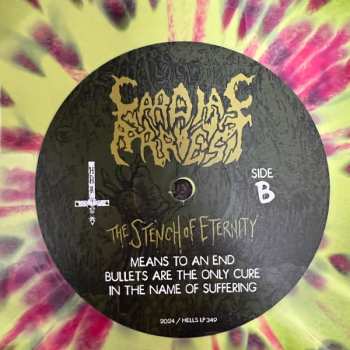 CARDIAC
ARREST
SIDE
B
THE STENCH OF ETERNITY
MEANS TO AN END
BULLETS ARE THE ONLY CURE
IN THE NAME OF SUFFERING
2024 / HELLS LP 249